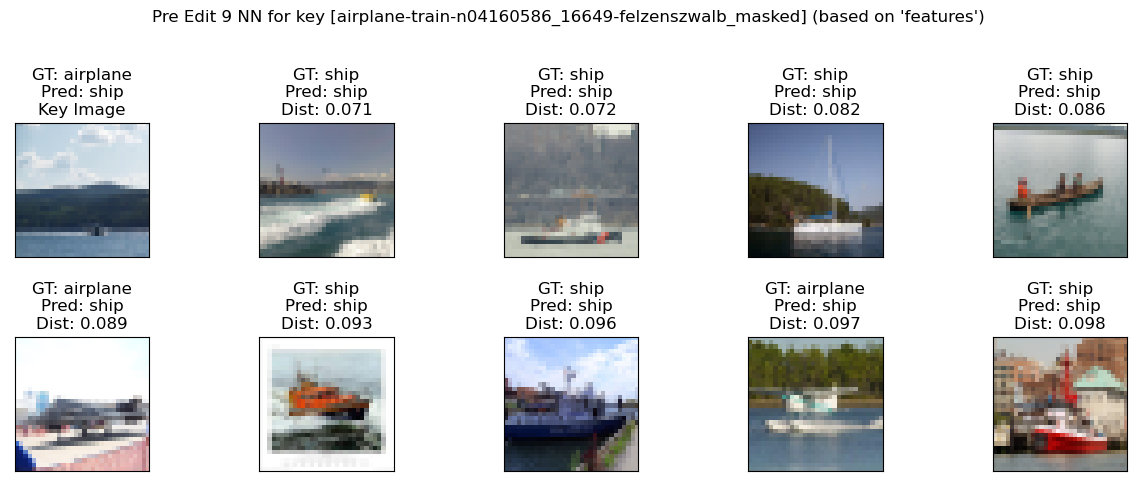 Pre Edit 9 NN for key [airplane-train-n04160586_16649-felzenszwalb_masked] (based on 'features')
GT: airplane
Pred: ship
Key Image
GT: ship
Pred: ship
Dist: 0.071
GT: ship
Pred: ship
Dist: 0.072
GT: ship
Pred: ship
Dist: 0.082
GT: ship
Pred: ship
Dist: 0.086
GT: airplane
Pred: ship
Dist: 0.089
GT: ship
Pred: ship
Dist: 0.093
GT: ship
Pred: ship
Dist: 0.096
GT: airplane
Pred: ship
Dist: 0.097
GT: ship
Pred: ship
Dist: 0.098